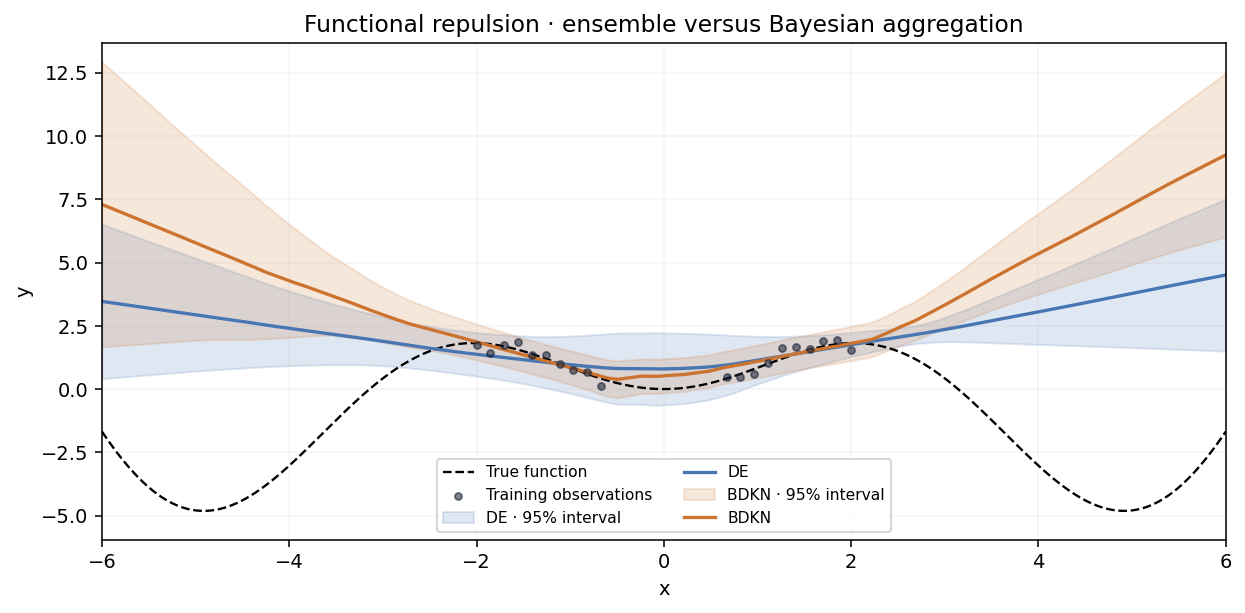 Functional repulsion · ensemble versus Bayesian aggregation
12.5
10.0
7.5
5.0
2.5
0.0
−2.5
−5.0
y
True function
Training observations
DE · 95% interval
DE
BDKN · 95% interval
BDKN
−6
−4
−2
0
2
4
6
x